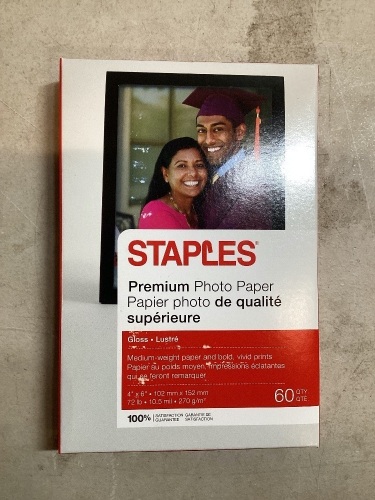 STAPLES®
Premium Photo Paper
Papier photo de qualité
supérieure
Gloss • Lustré
Medium-weight paper and bold, vivid prints
Papier au poids moyen, impressions éclatantes
qui se feront remarquer
4" x 6" • 102 mm x 152 mm
72 lb • 10.5 mil • 270 g/m²
60 QTY
QTÉ
100% SATISFACTION GARANTIE DE
GUARANTEE SATISFACTION